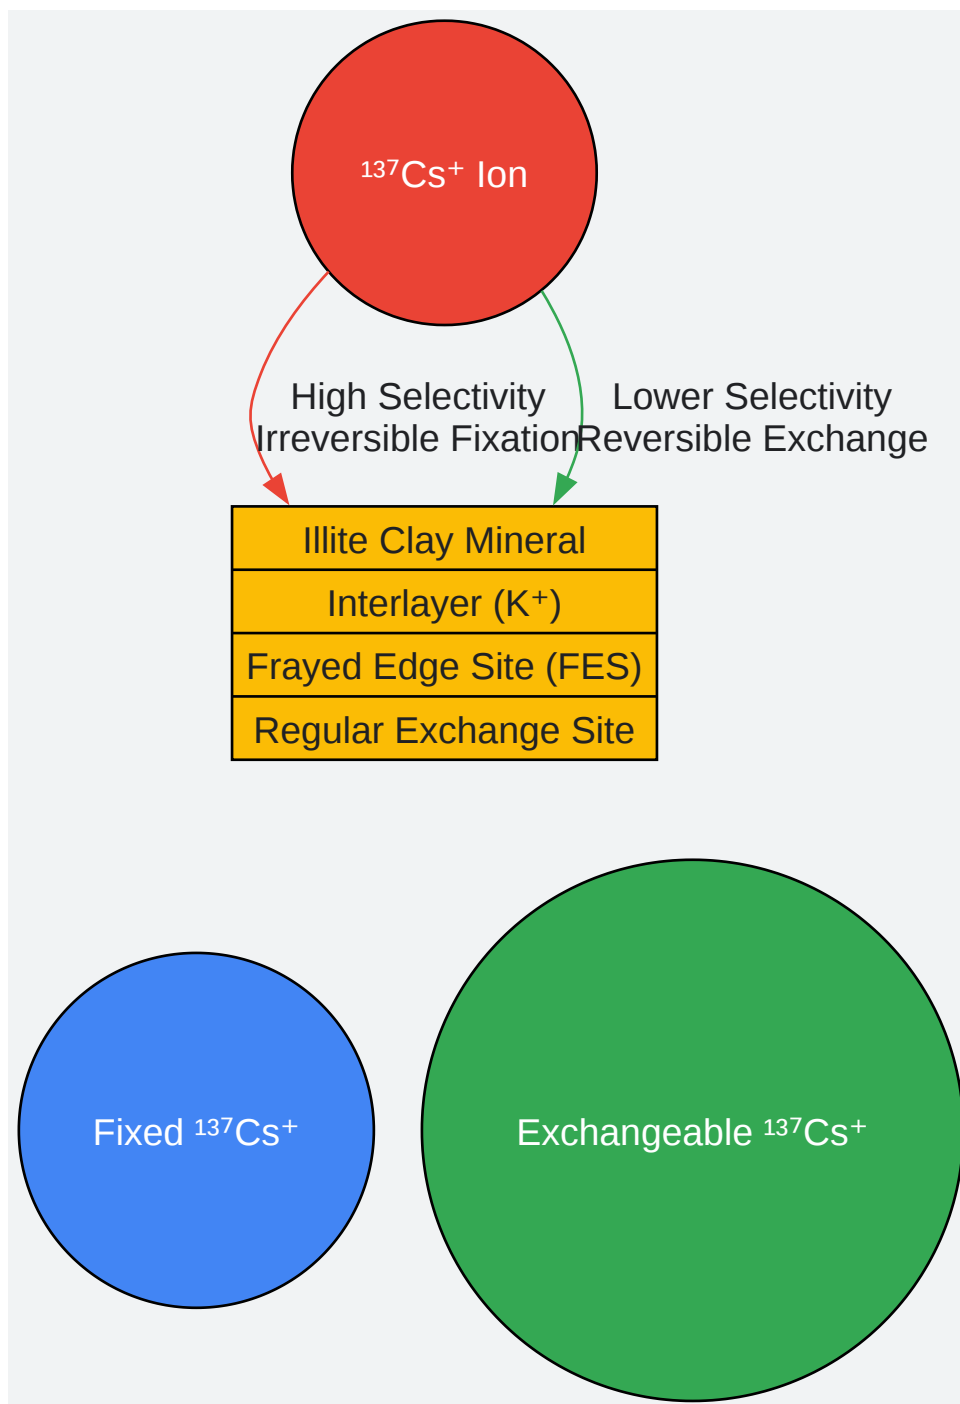 ¹³⁷Cs⁺ Ion
High Selectivity
Irreversible Fixation
Lower Selectivity
Reversible Exchange
Illite Clay Mineral
Interlayer (K⁺)
Frayed Edge Site (FES)
Regular Exchange Site
Fixed ¹³⁷Cs⁺
Exchangeable ¹³⁷Cs⁺